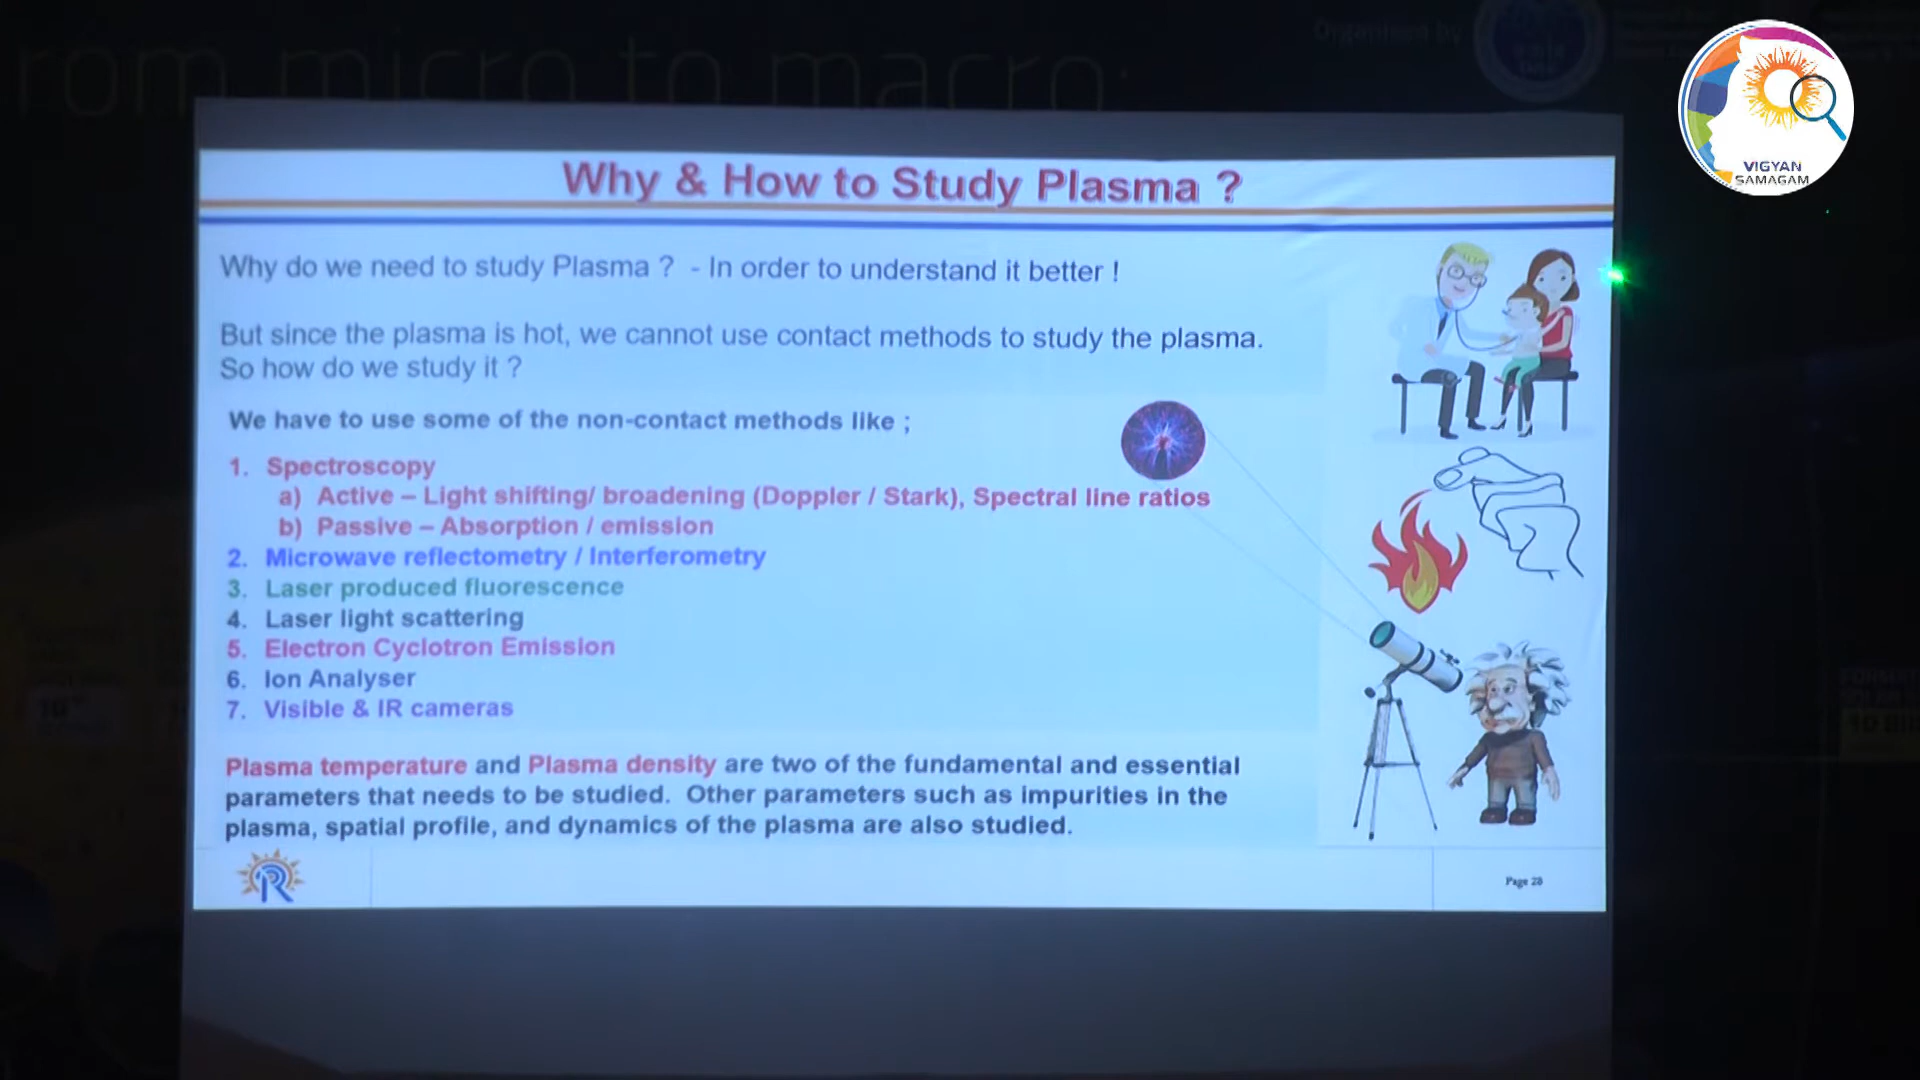 rom micro to macro
Organised by
VIGYAN
SAMAGAM
Why & How to Study Plasma ?
Why do we need to study Plasma ? - In order to understand it better !
But since the plasma is hot, we cannot use contact methods to study the plasma.
So how do we study it ?
We have to use some of the non-contact methods like ;
1. Spectroscopy
a) Active – Light shifting/ broadening (Doppler / Stark), Spectral line ratios
b) Passive – Absorption / emission
2. Microwave reflectometry / Interferometry
3. Laser produced fluorescence
4. Laser light scattering
5. Electron Cyclotron Emission
6. Ion Analyser
7. Visible & IR cameras
Plasma temperature and Plasma density are two of the fundamental and essential
parameters that needs to be studied. Other parameters such as impurities in the
plasma, spatial profile, and dynamics of the plasma are also studied.
Page 28